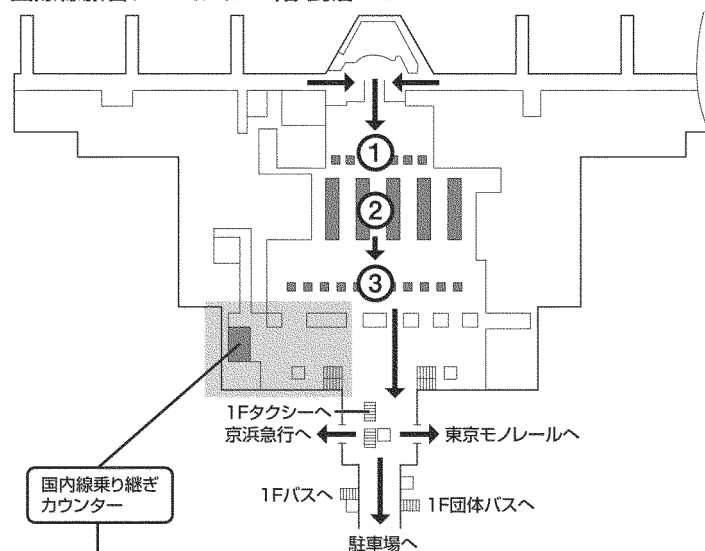 ①
②
③
1Fタクシーへ
京浜急行へ
東京モノレールへ
国内線乗り継ぎ
カウンター
1Fバスへ
1F団体バスへ
駐車場へ